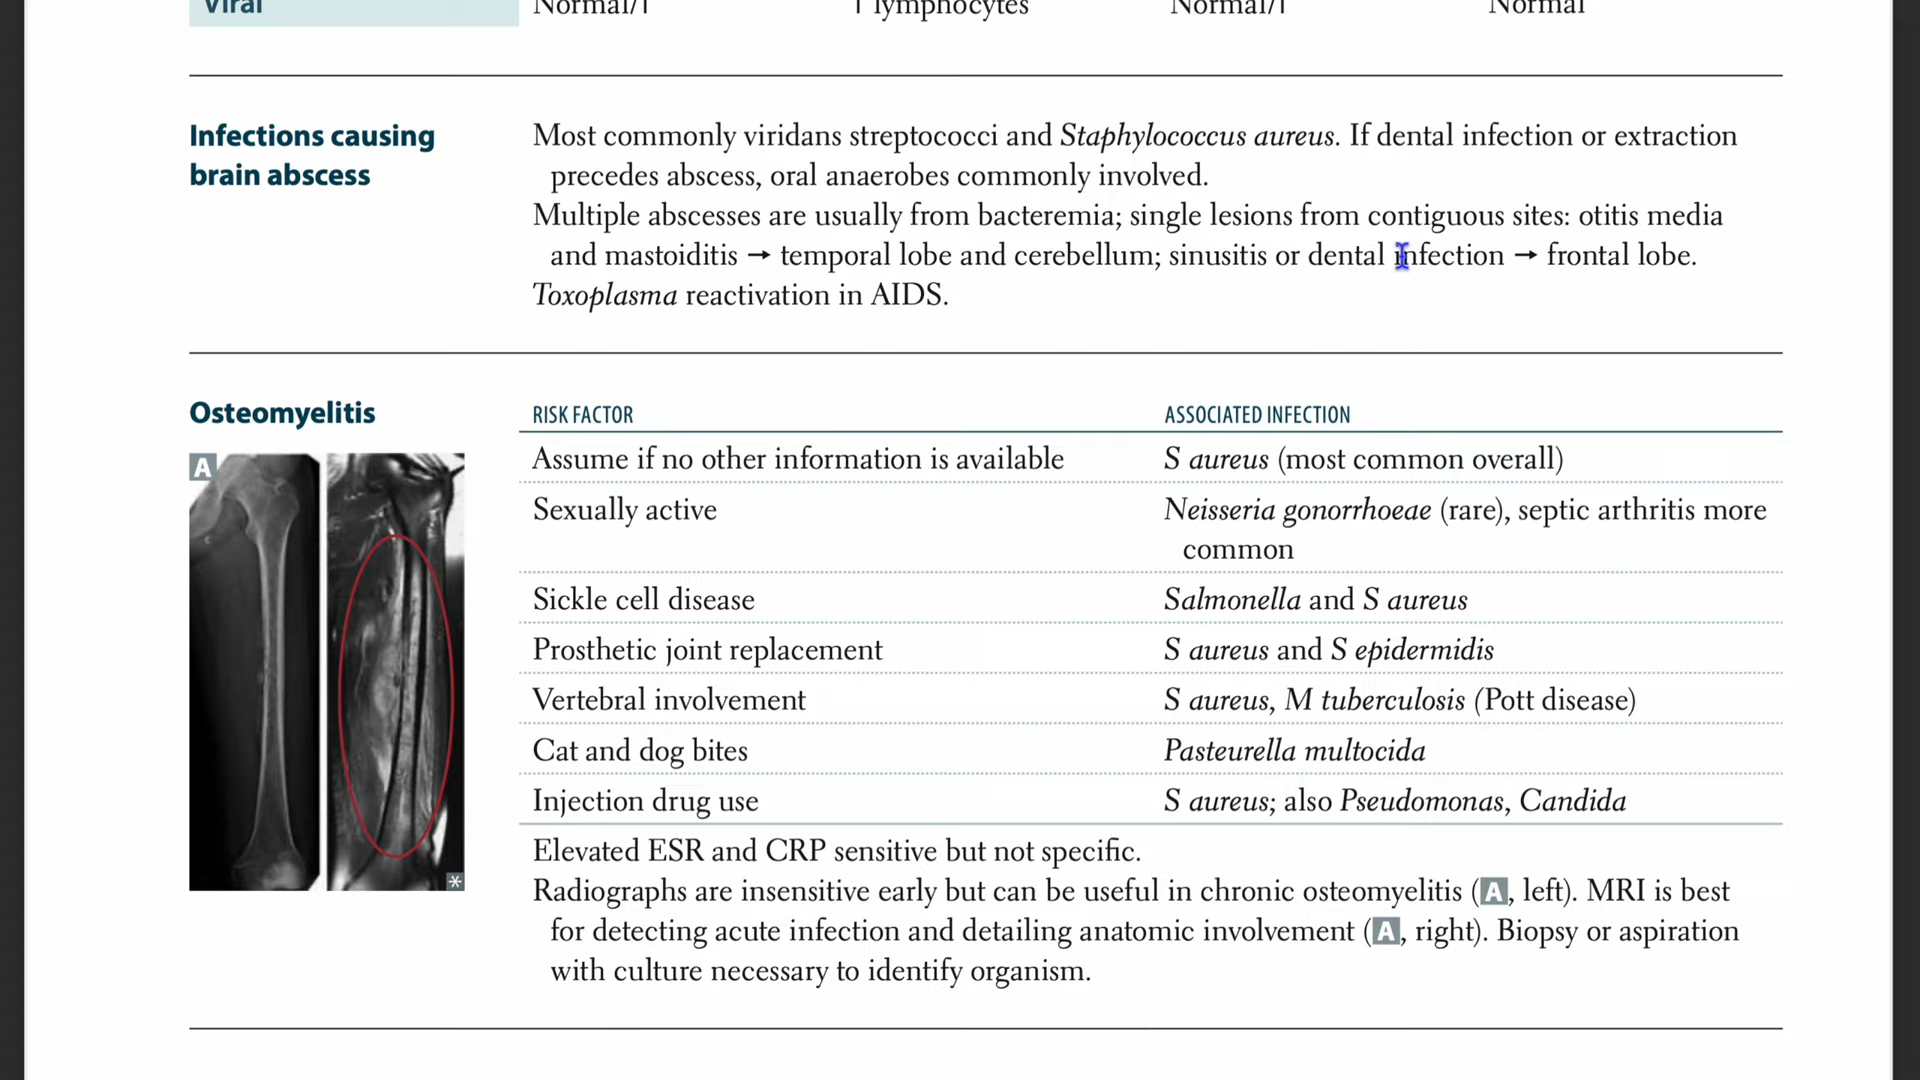 Viral Normal/↑ ↑ lymphocytes Normal/↑ Normal
Infections causing
brain abscess
Most commonly viridans streptococci and Staphylococcus aureus. If dental infection or extraction
precedes abscess, oral anaerobes commonly involved.
Multiple abscesses are usually from bacteremia; single lesions from contiguous sites: otitis media
and mastoiditis → temporal lobe and cerebellum; sinusitis or dental infection → frontal lobe.
Toxoplasma reactivation in AIDS.
Osteomyelitis
A
*
RISK FACTOR ASSOCIATED INFECTION
Assume if no other information is available S aureus (most common overall)
Sexually active Neisseria gonorrhoeae (rare), septic arthritis more
common
Sickle cell disease Salmonella and S aureus
Prosthetic joint replacement S aureus and S epidermidis
Vertebral involvement S aureus, M tuberculosis (Pott disease)
Cat and dog bites Pasteurella multocida
Injection drug use S aureus; also Pseudomonas, Candida
Elevated ESR and CRP sensitive but not specific.
Radiographs are insensitive early but can be useful in chronic osteomyelitis (A, left). MRI is best
for detecting acute infection and detailing anatomic involvement (A, right). Biopsy or aspiration
with culture necessary to identify organism.